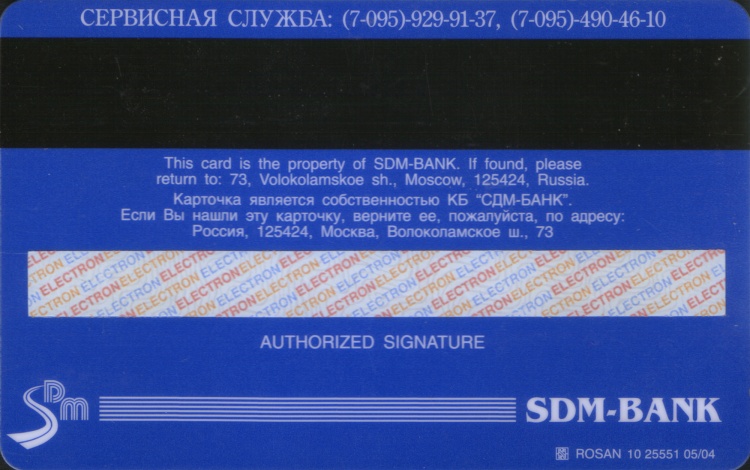 СЕРВИСНАЯ СЛУЖБА: (7-095)-929-91-37, (7-095)-490-46-10
This card is the property of SDM-BANK. If found, please
return to: 73, Volokolamskoe sh., Moscow, 125424, Russia.
Карточка является собственностью КБ “СДМ-БАНК”.
Если Вы нашли эту карточку, верните ее, пожалуйста, по адресу:
Россия, 125424, Москва, Волоколамское ш., 73
ELECTRON ELECTRON ELECTRON ELECTRON ELECTRON ELECTRON
AUTHORIZED SIGNATURE
SDM
SDM-BANK
ROSAN 10 25551 05/04